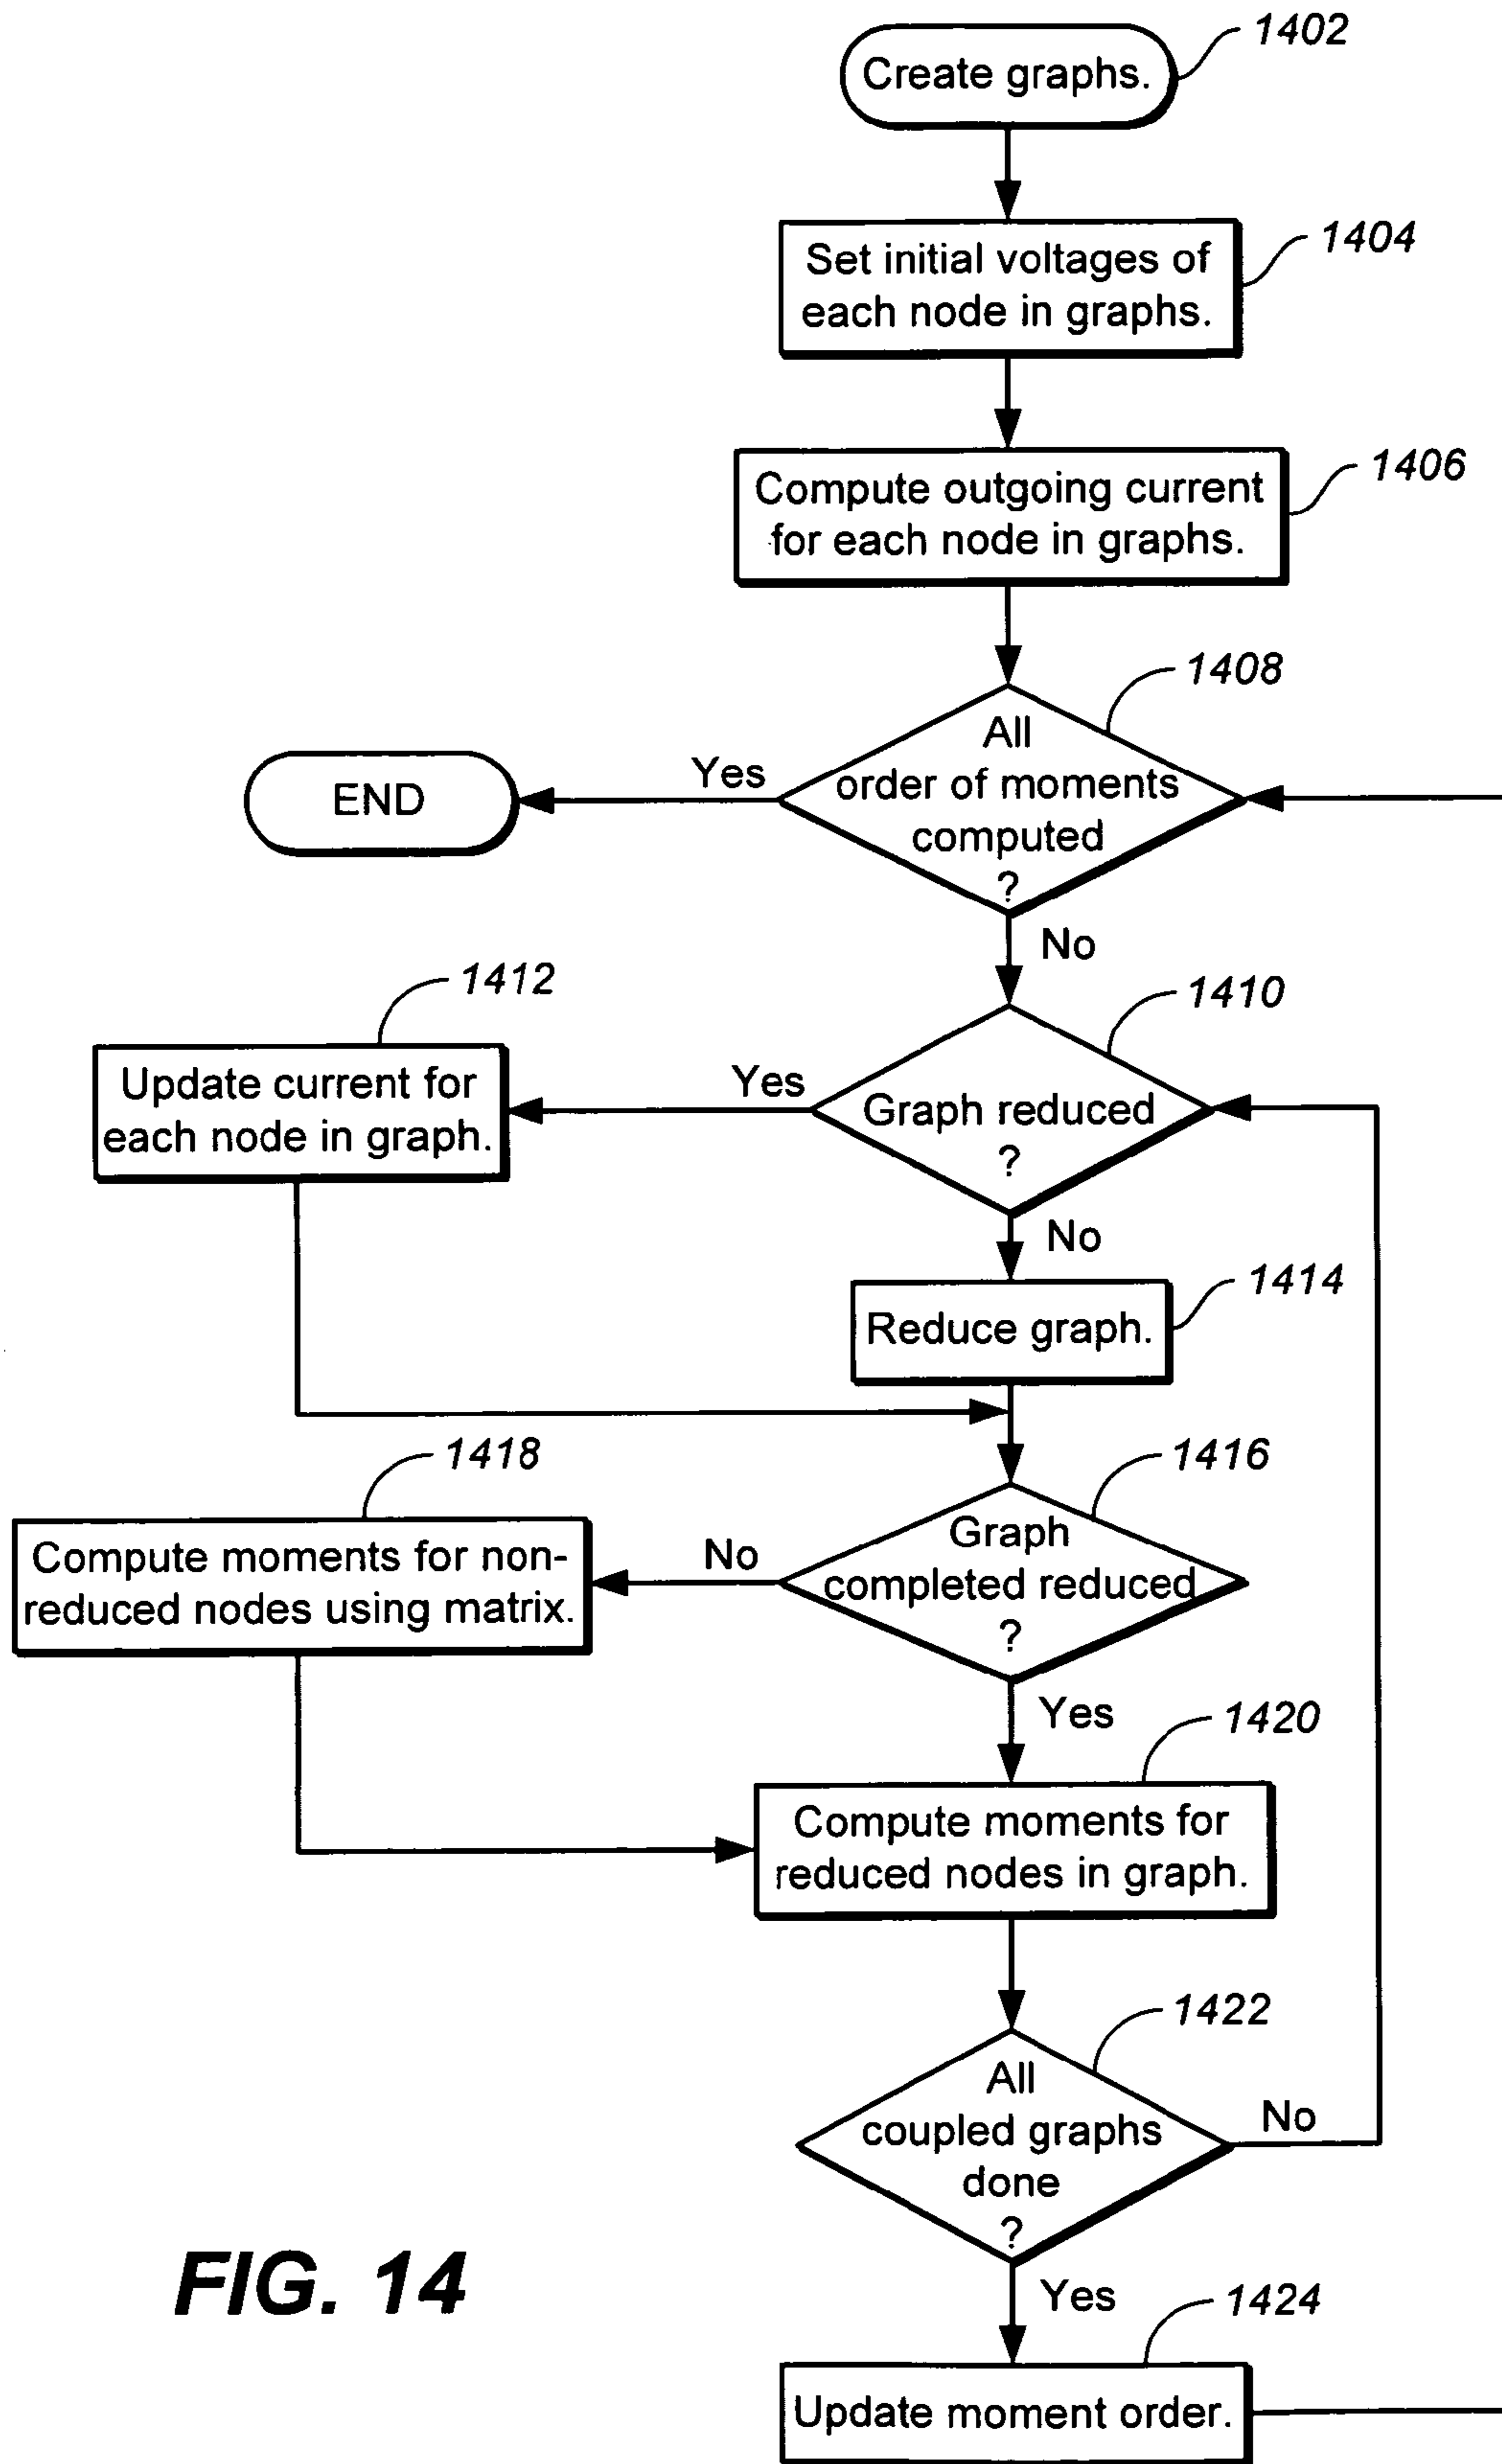 1402
Create graphs.
1404
Set initial voltages of
each node in graphs.
1406
Compute outgoing current
for each node in graphs.
1408
All
order of moments
computed
?
Yes
END
No
1410
Graph reduced
?
Yes
1412
Update current for
each node in graph.
No
1414
Reduce graph.
1416
Graph
completed reduced
?
No
1418
Compute moments for non-
reduced nodes using matrix.
Yes
1420
Compute moments for
reduced nodes in graph.
1422
All
coupled graphs
done
?
No
Yes
1424
Update moment order.
FIG. 14